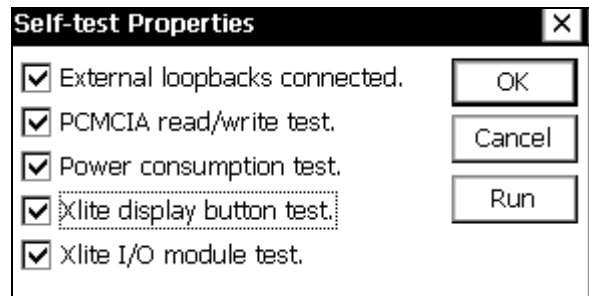 Self-test Properties
External loopbacks connected.
OK
PCMCIA read/write test.
Cancel
Power consumption test.
Run
Xlite display button test.
Xlite I/O module test.